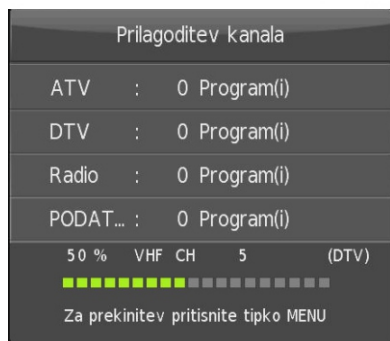 Prilagoditev kanala
ATV : 0 Program(i)
DTV : 0 Program(i)
Radio : 0 Program(i)
PODAT... : 0 Program(i)
50 % VHF CH 5 (DTV)
Za prekinitev pritisnite tipko MENU